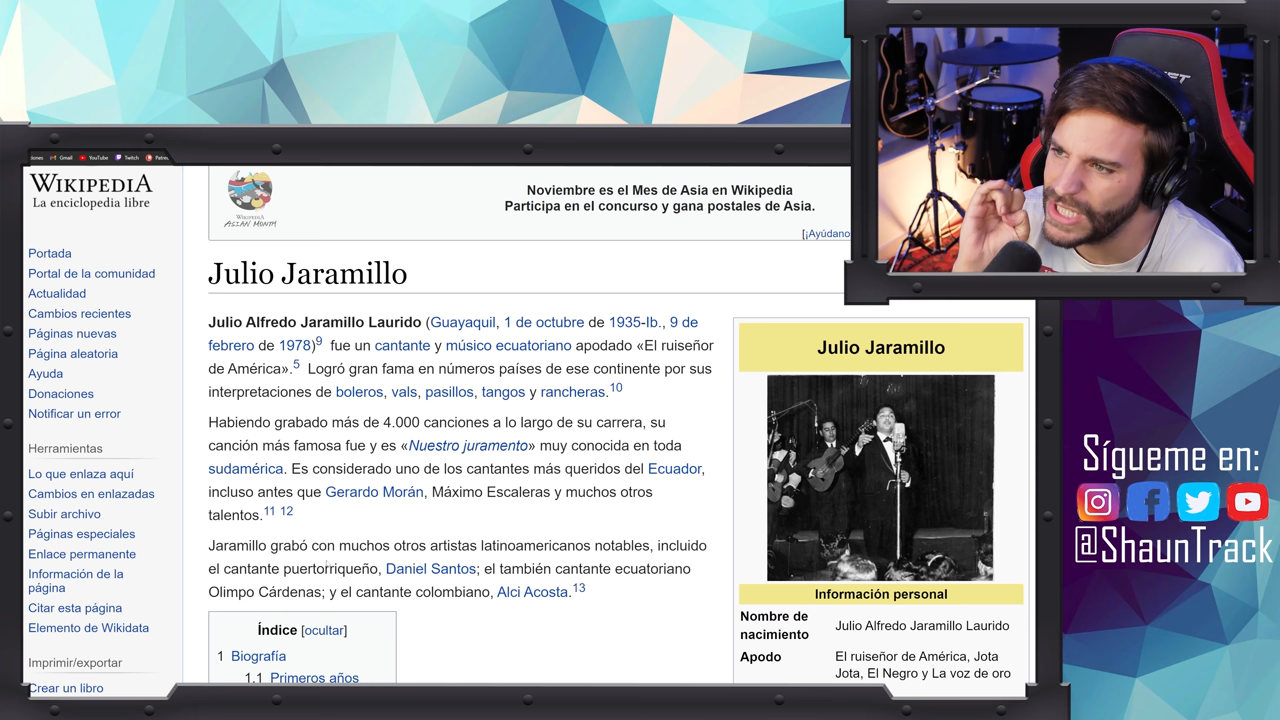 Gmail YouTube Twitch
WIKIPEDIA
La enciclopedia libre
Portada
Portal de la comunidad
Actualidad
Cambios recientes
Páginas nuevas
Página aleatoria
Ayuda
Donaciones
Notificar un error
Herramientas
Lo que enlaza aquí
Cambios en enlazadas
Subir archivo
Páginas especiales
Enlace permanente
Información de la
página
Citar esta página
Elemento de Wikidata
Imprimir/exportar
Crear un libro
WIKIPEDIA
ASIAN MONTH
Noviembre es el Mes de Asia en Wikipedia
Participa en el concurso y gana postales de Asia.
[¡Ayúdano
Julio Jaramillo
Julio Alfredo Jaramillo Laurido (Guayaquil, 1 de octubre de 1935-Ib., 9 de
febrero de 1978)9 fue un cantante y músico ecuatoriano apodado «El ruiseñor
de América».5 Logró gran fama en números países de ese continente por sus
interpretaciones de boleros, vals, pasillos, tangos y rancheras.10
Habiendo grabado más de 4.000 canciones a lo largo de su carrera, su
canción más famosa fue y es «Nuestro juramento» muy conocida en toda
sudamérica. Es considerado uno de los cantantes más queridos del Ecuador,
incluso antes que Gerardo Morán, Máximo Escaleras y muchos otros
talentos.11 12
Jaramillo grabó con muchos otros artistas latinoamericanos notables, incluido
el cantante puertorriqueño, Daniel Santos; el también cantante ecuatoriano
Olimpo Cárdenas; y el cantante colombiano, Alci Acosta.13
Índice [ocultar]
1 Biografía
1.1 Primeros años
Julio Jaramillo
Información personal
Nombre de
nacimiento
Julio Alfredo Jaramillo Laurido
Apodo
El ruiseñor de América, Jota
Jota, El Negro y La voz de oro
Sígueme en:
@ShaunTrack